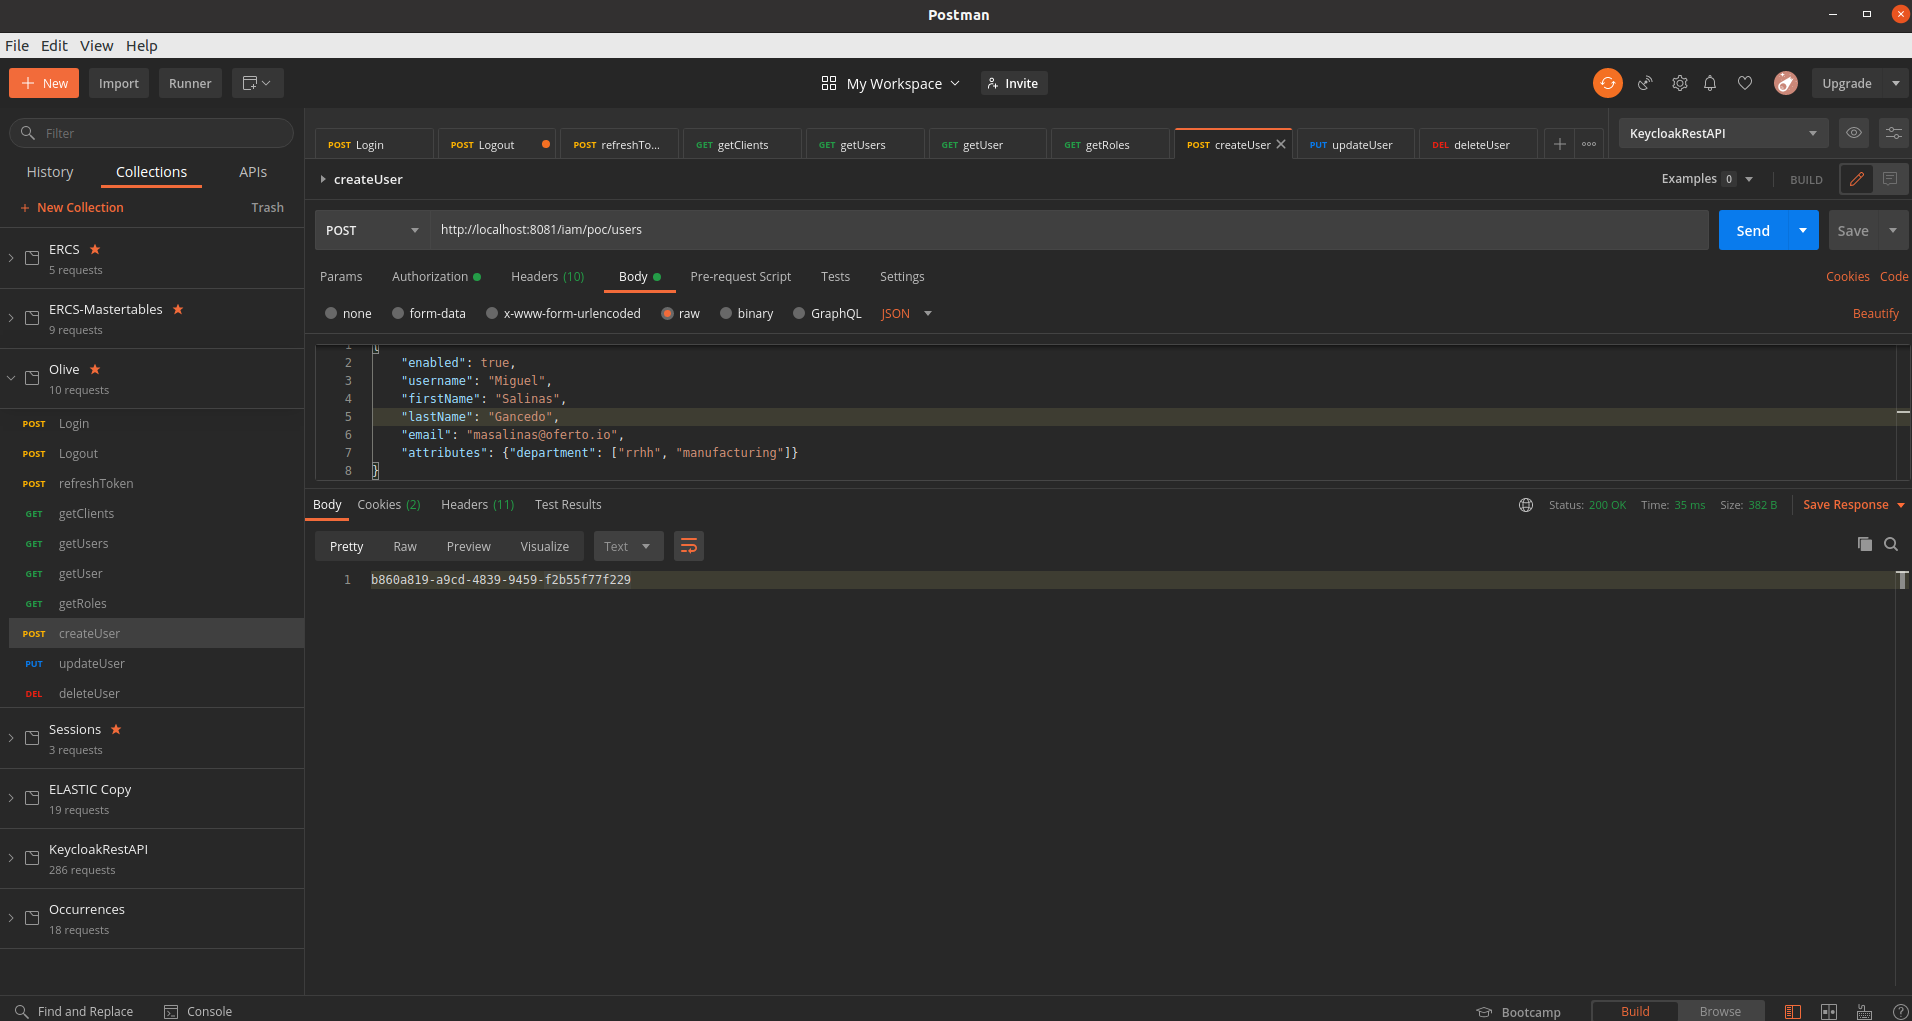 Postman
File Edit View Help
+ New Import Runner My Workspace Invite Upgrade
Filter
History Collections APIs
+ New Collection Trash
ERCS
5 requests
ERCS-Mastertables
9 requests
Olive
10 requests
POST Login
POST Logout
POST refreshToken
GET getClients
GET getUsers
GET getUser
GET getRoles
POST createUser
PUT updateUser
DEL deleteUser
Sessions
3 requests
ELASTIC Copy
19 requests
KeycloakRestAPI
286 requests
Occurrences
18 requests
POST Login POST Logout POST refreshTo... GET getClients GET getUsers GET getUser GET getRoles POST createUser PUT updateUser DEL deleteUser KeycloakRestAPI
createUser Examples 0 BUILD
POST http://localhost:8081/iam/poc/users Send Save
Params Authorization Headers (10) Body Pre-request Script Tests Settings Cookies Code
none form-data x-www-form-urlencoded raw binary GraphQL JSON Beautify
1 {
2 "enabled": true,
3 "username": "Miguel",
4 "firstName": "Salinas",
5 "lastName": "Gancedo",
6 "email": "masalinas@oferto.io",
7 "attributes": {"department": ["rrhh", "manufacturing"]}
8 }
Body Cookies (2) Headers (11) Test Results Status: 200 OK Time: 35 ms Size: 382 B Save Response
Pretty Raw Preview Visualize Text
1 b860a819-a9cd-4839-9459-f2b55f77f229
Find and Replace Console Bootcamp Build Browse